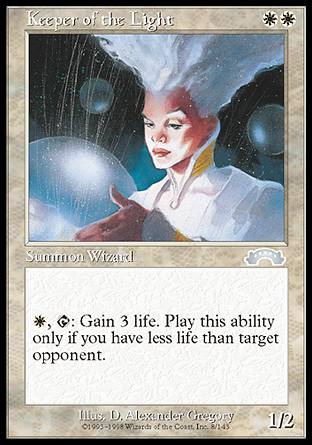 Keeper of the Light
Summon Wizard
, : Gain 3 life. Play this ability
only if you have less life than target
opponent.
Illus. D. Alexander Gregory
©1993-1998 Wizards of the Coast, Inc. 8/143
1/2